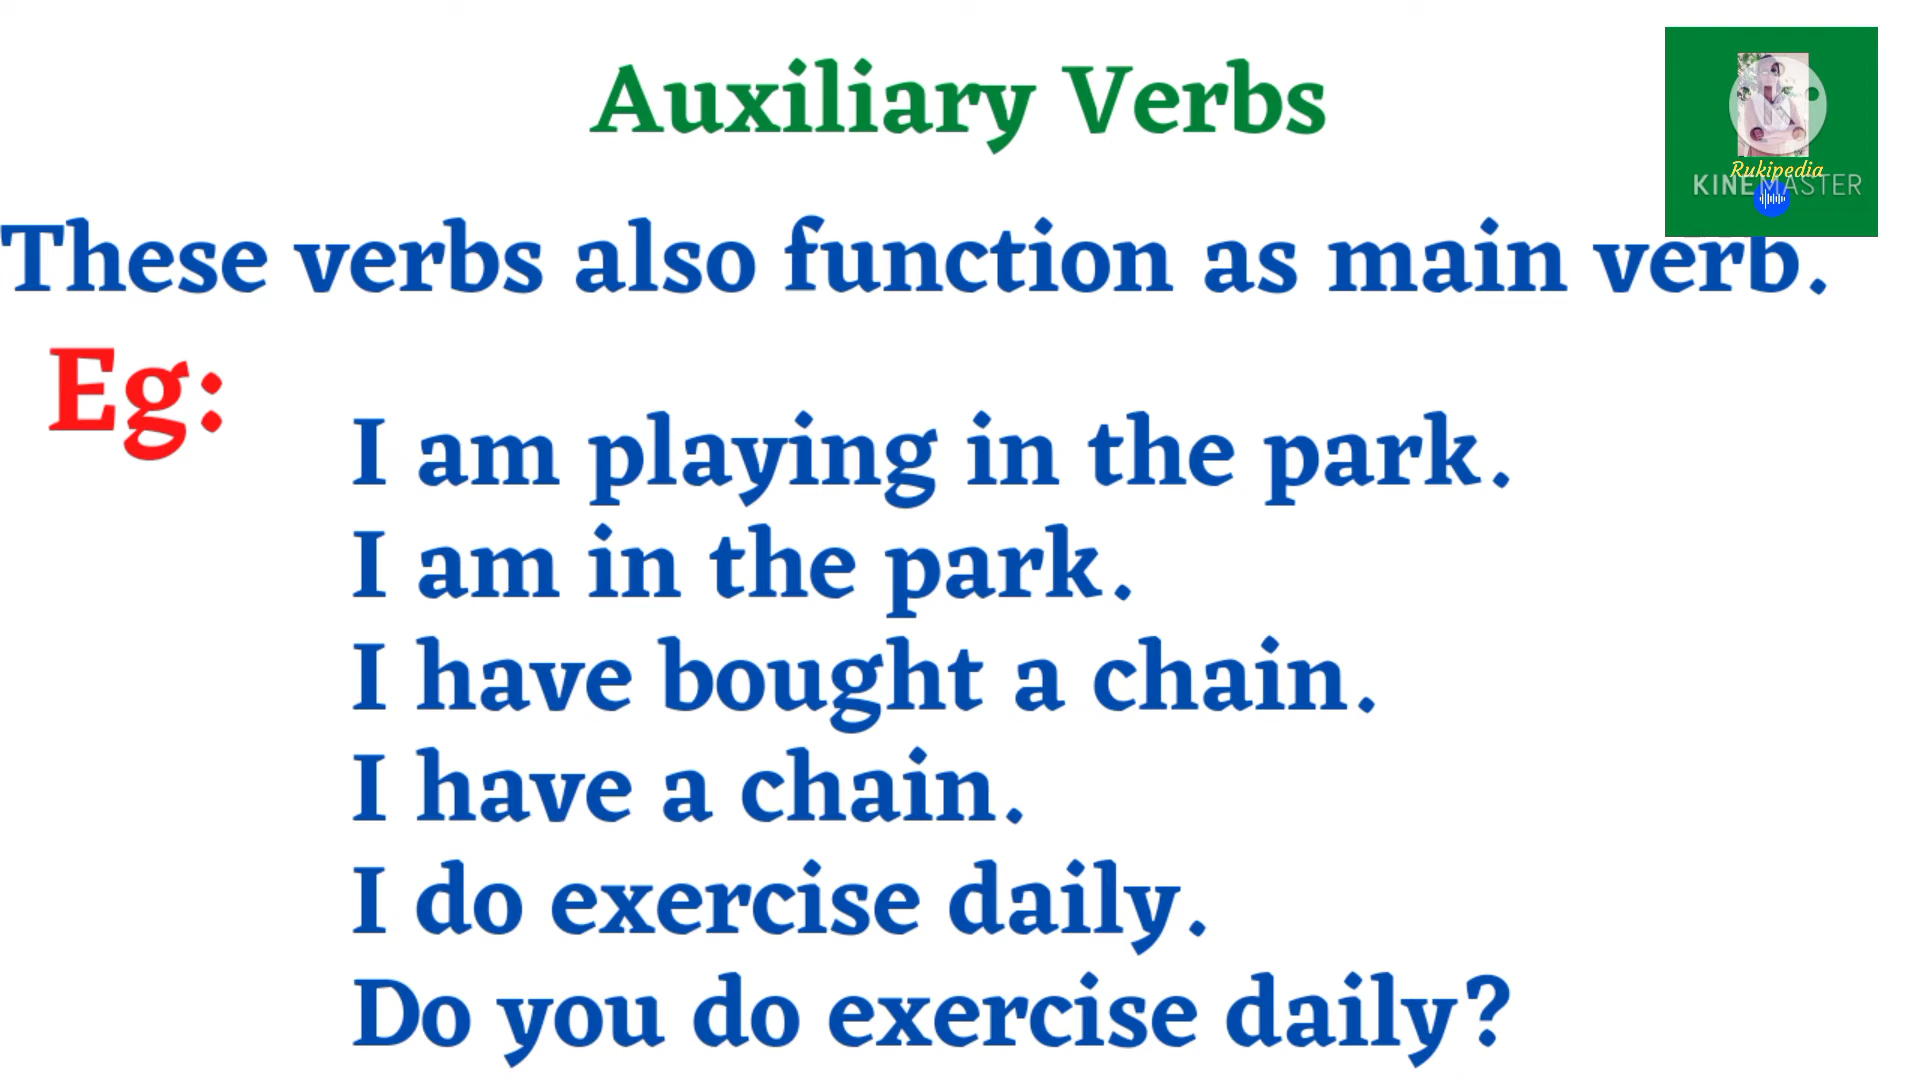 Auxiliary Verbs
Rukipedia
KINEMASTER
These verbs also function as main verb.
Eg:
I am playing in the park.
I am in the park.
I have bought a chain.
I have a chain.
I do exercise daily.
Do you do exercise daily?